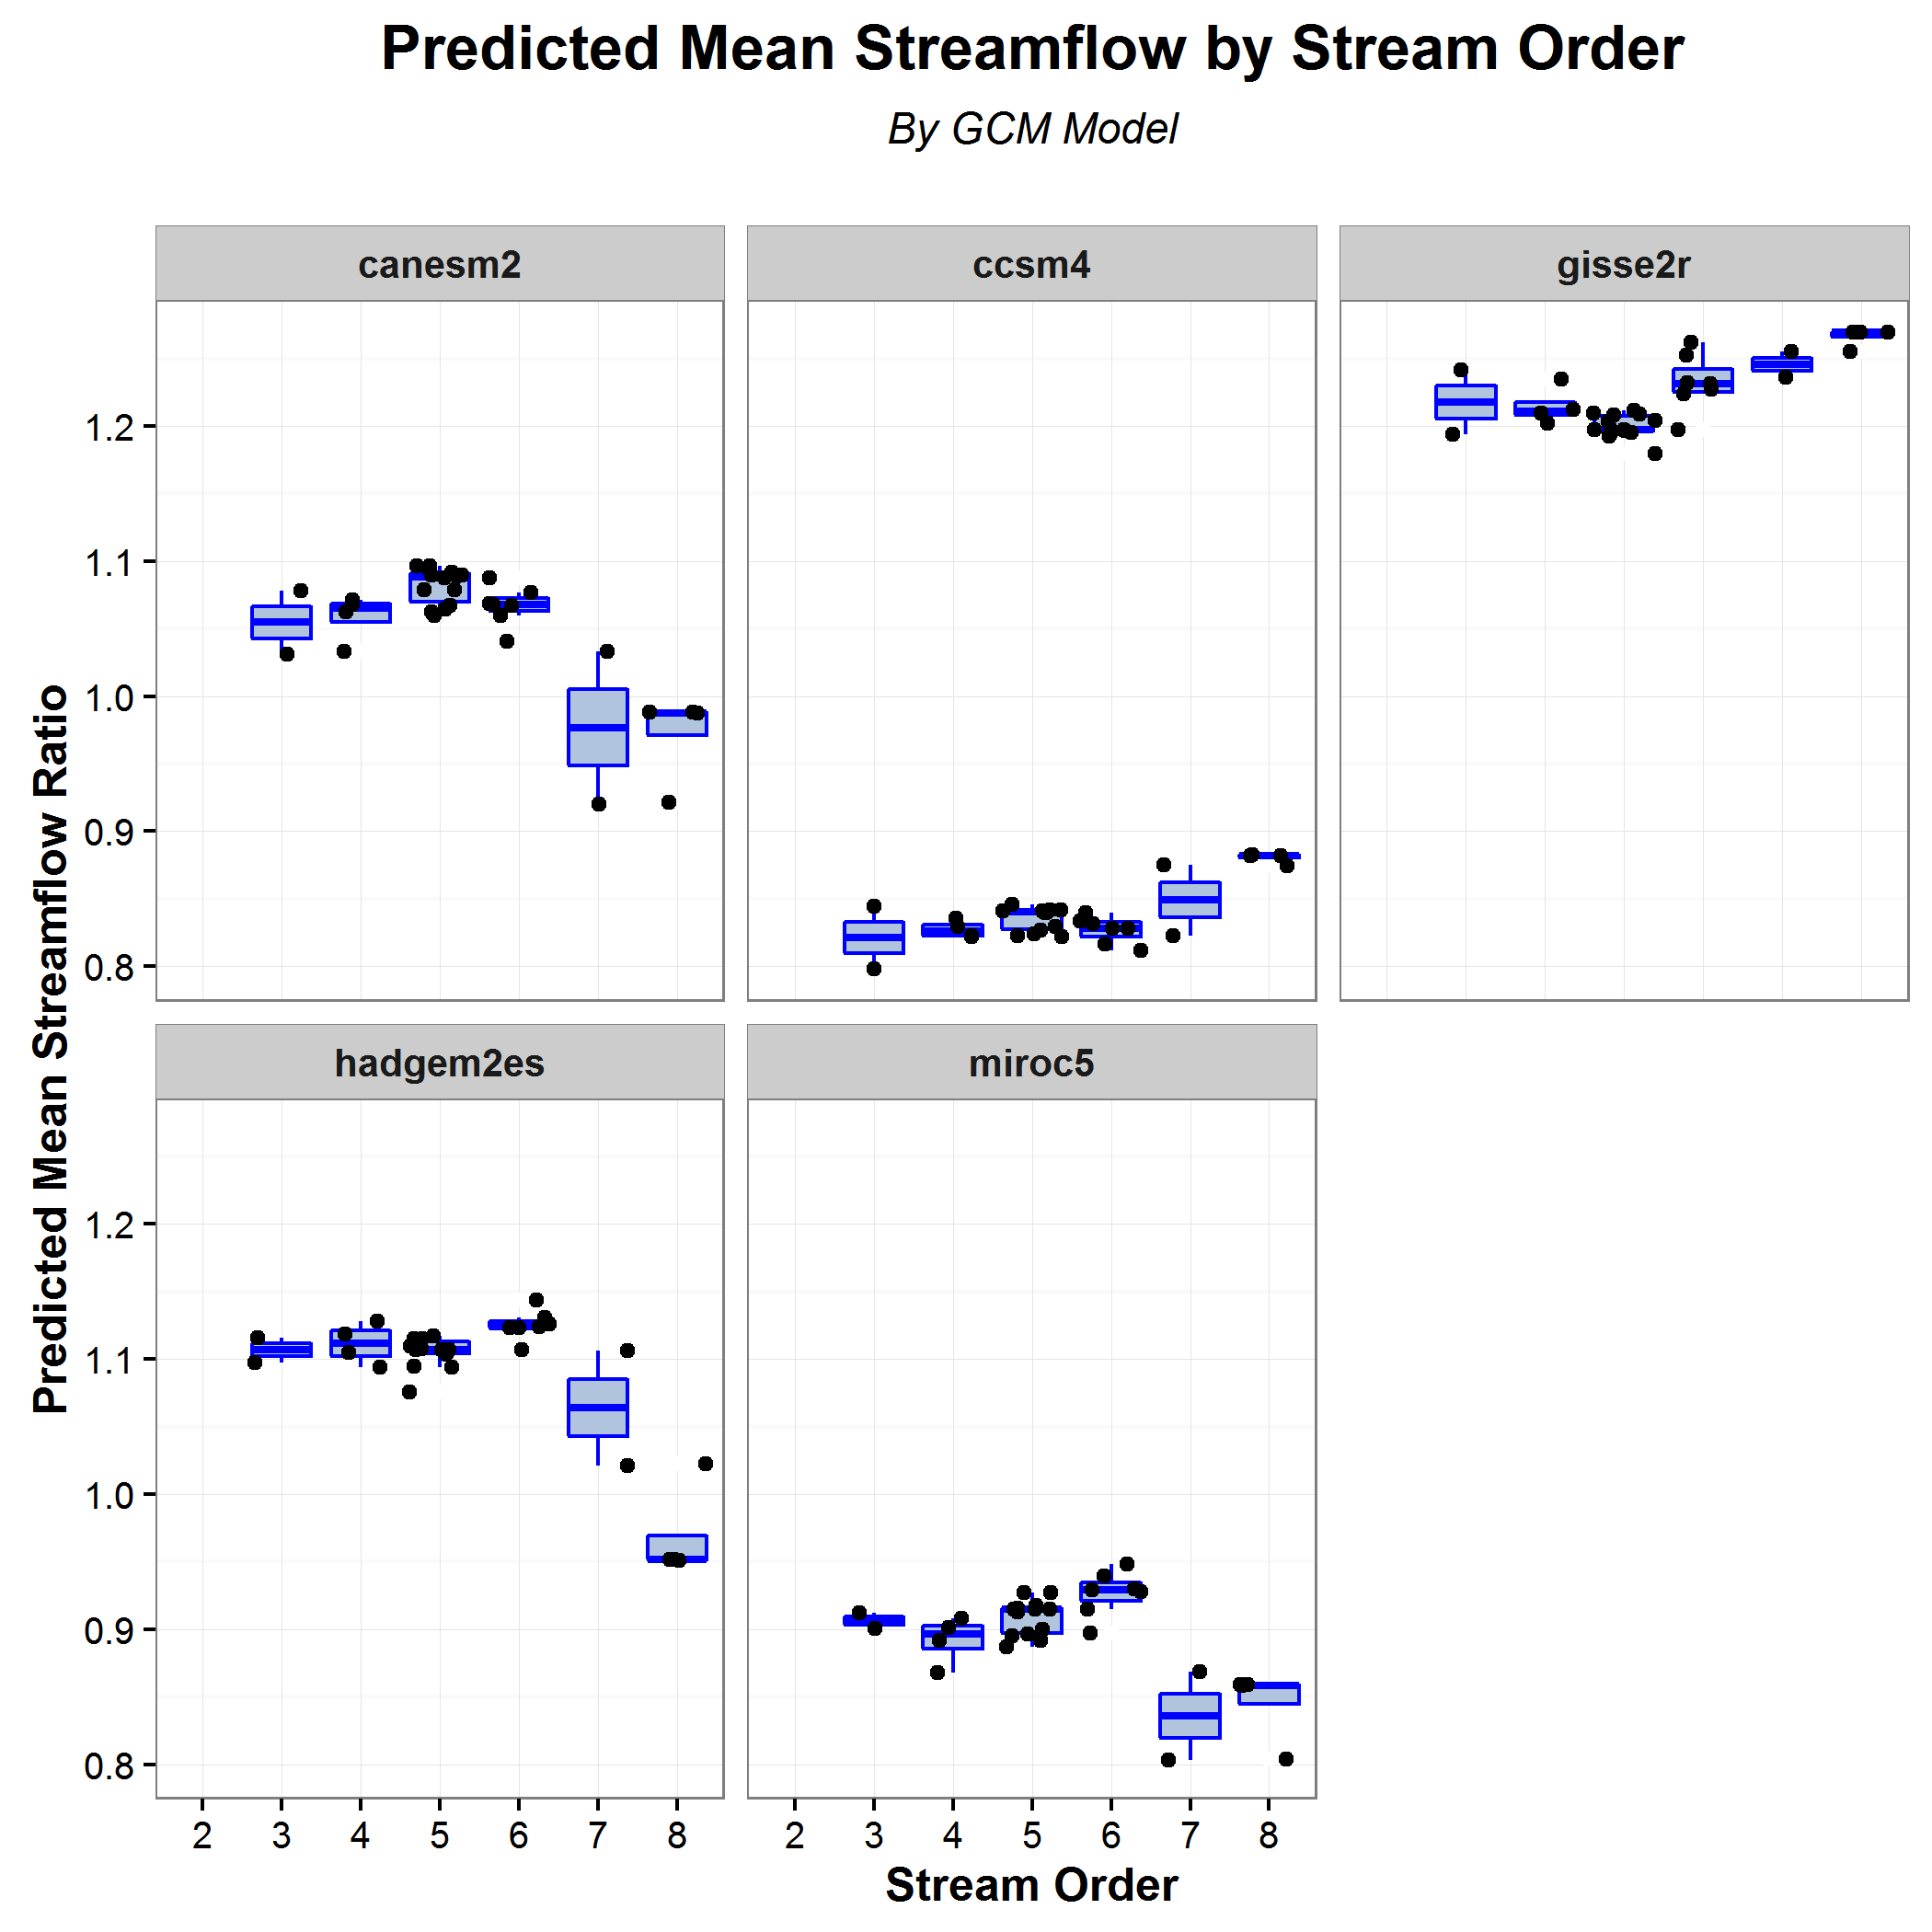 Predicted Mean Streamflow by Stream Order
By GCM Model
canesm2
ccsm4
gisse2r
1.2
1.1
1.0
0.9
0.8
Predicted Mean Streamflow Ratio
hadgem2es
miroc5
1.2
1.1
1.0
0.9
0.8
2 3 4 5 6 7 8
2 3 4 5 6 7 8
Stream Order